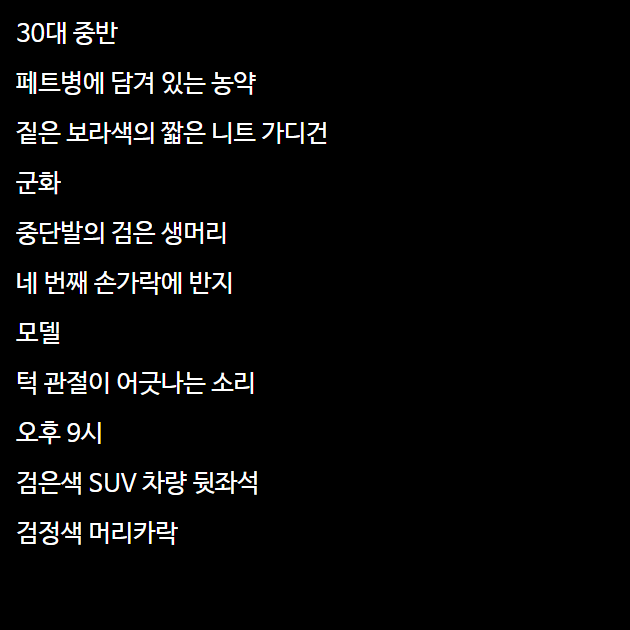 30대 중반
페트병에 담겨 있는 농약
짙은 보라색의 짧은 니트 가디건
군화
중단발의 검은 생머리
네 번째 손가락에 반지
모델
턱 관절이 어긋나는 소리
오후 9시
검은색 SUV 차량 뒷좌석
검정색 머리카락